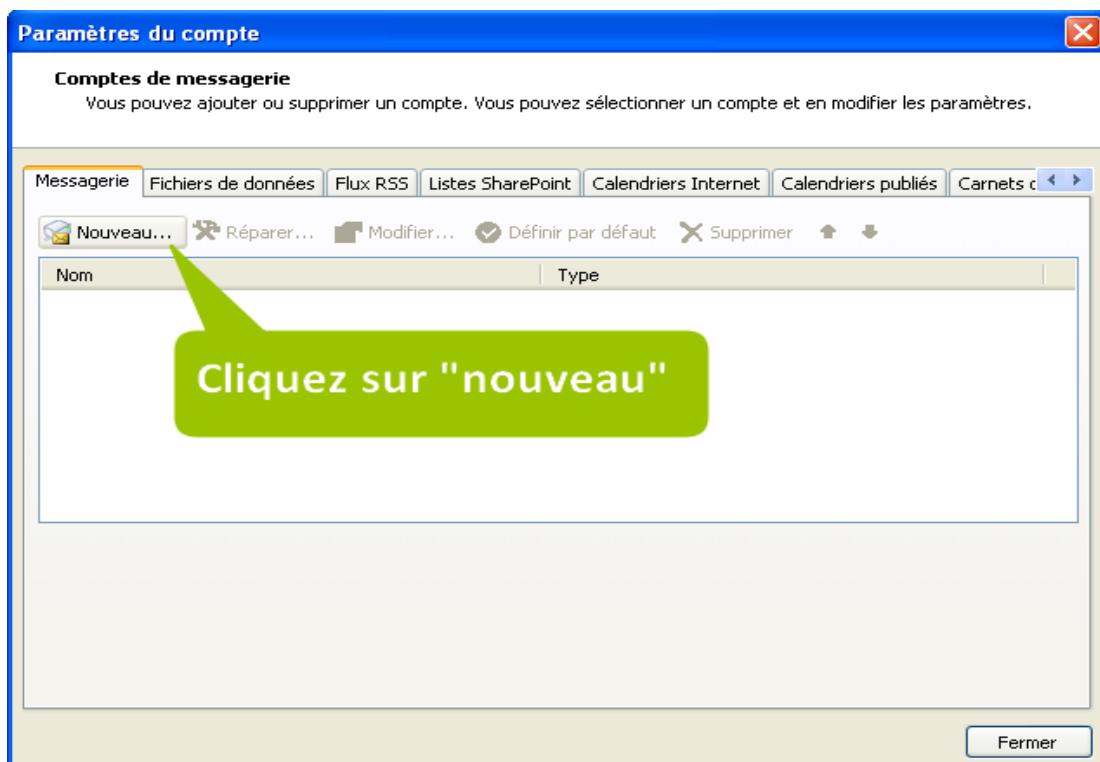 Paramètres du compte
Comptes de messagerie
Vous pouvez ajouter ou supprimer un compte. Vous pouvez sélectionner un compte et en modifier les paramètres.
Messagerie Fichiers de données Flux RSS Listes SharePoint Calendriers Internet Calendriers publiés Carnets
Nouveau... Réparer... Modifier... Définir par défaut Supprimer
Nom Type
Cliquez sur "nouveau"
Fermer